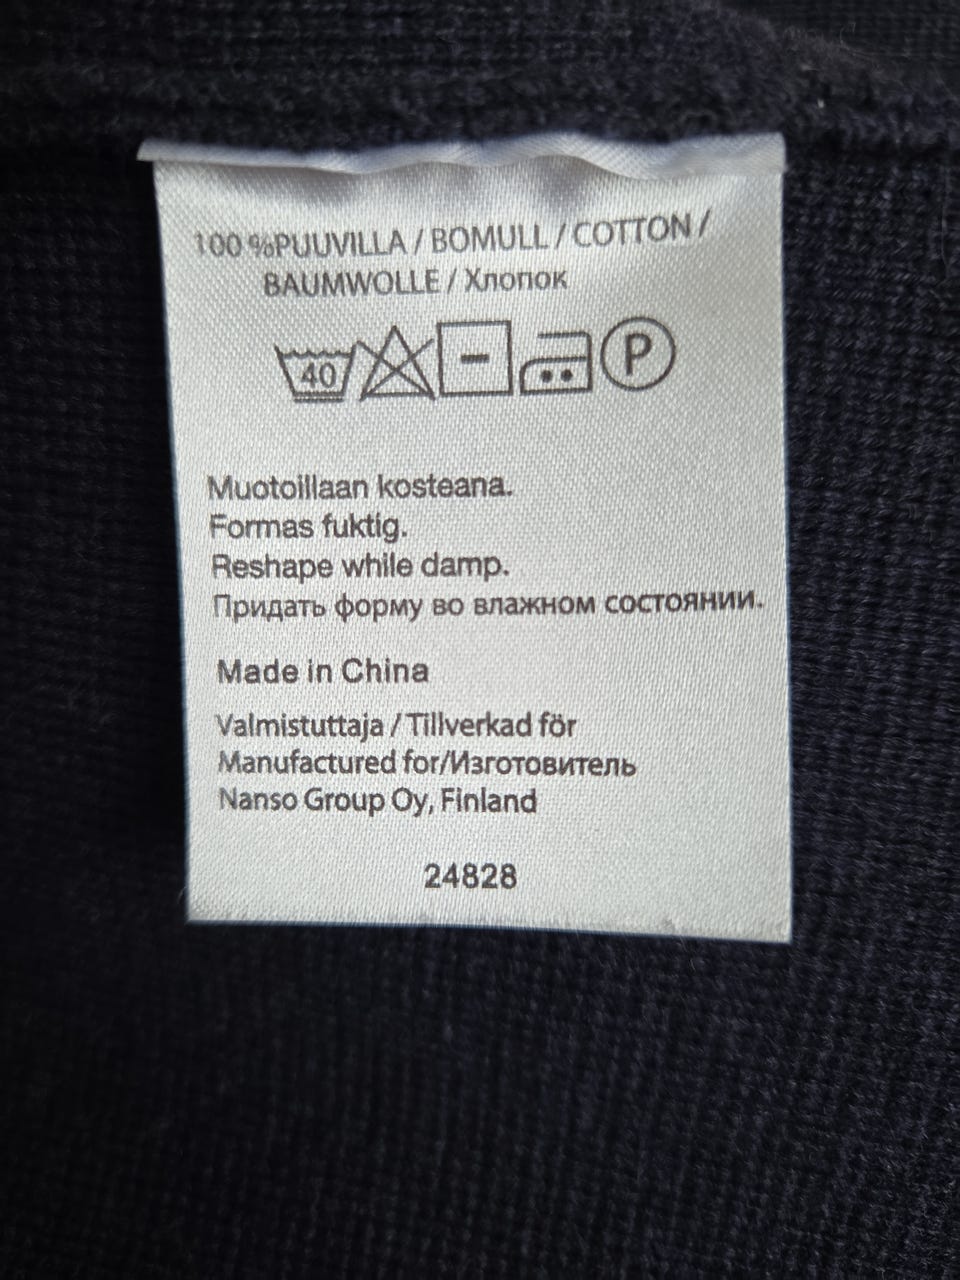 100 %PUUVILLA / BOMULL / COTTON /
BAUMWOLLE / Хлопок
40 P
Muotoillaan kosteana.
Formas fuktig.
Reshape while damp.
Придать форму во влажном состоянии.
Made in China
Valmistuttaja / Tillverkad för
Manufactured for/Изготовитель
Nanso Group Oy, Finland
24828